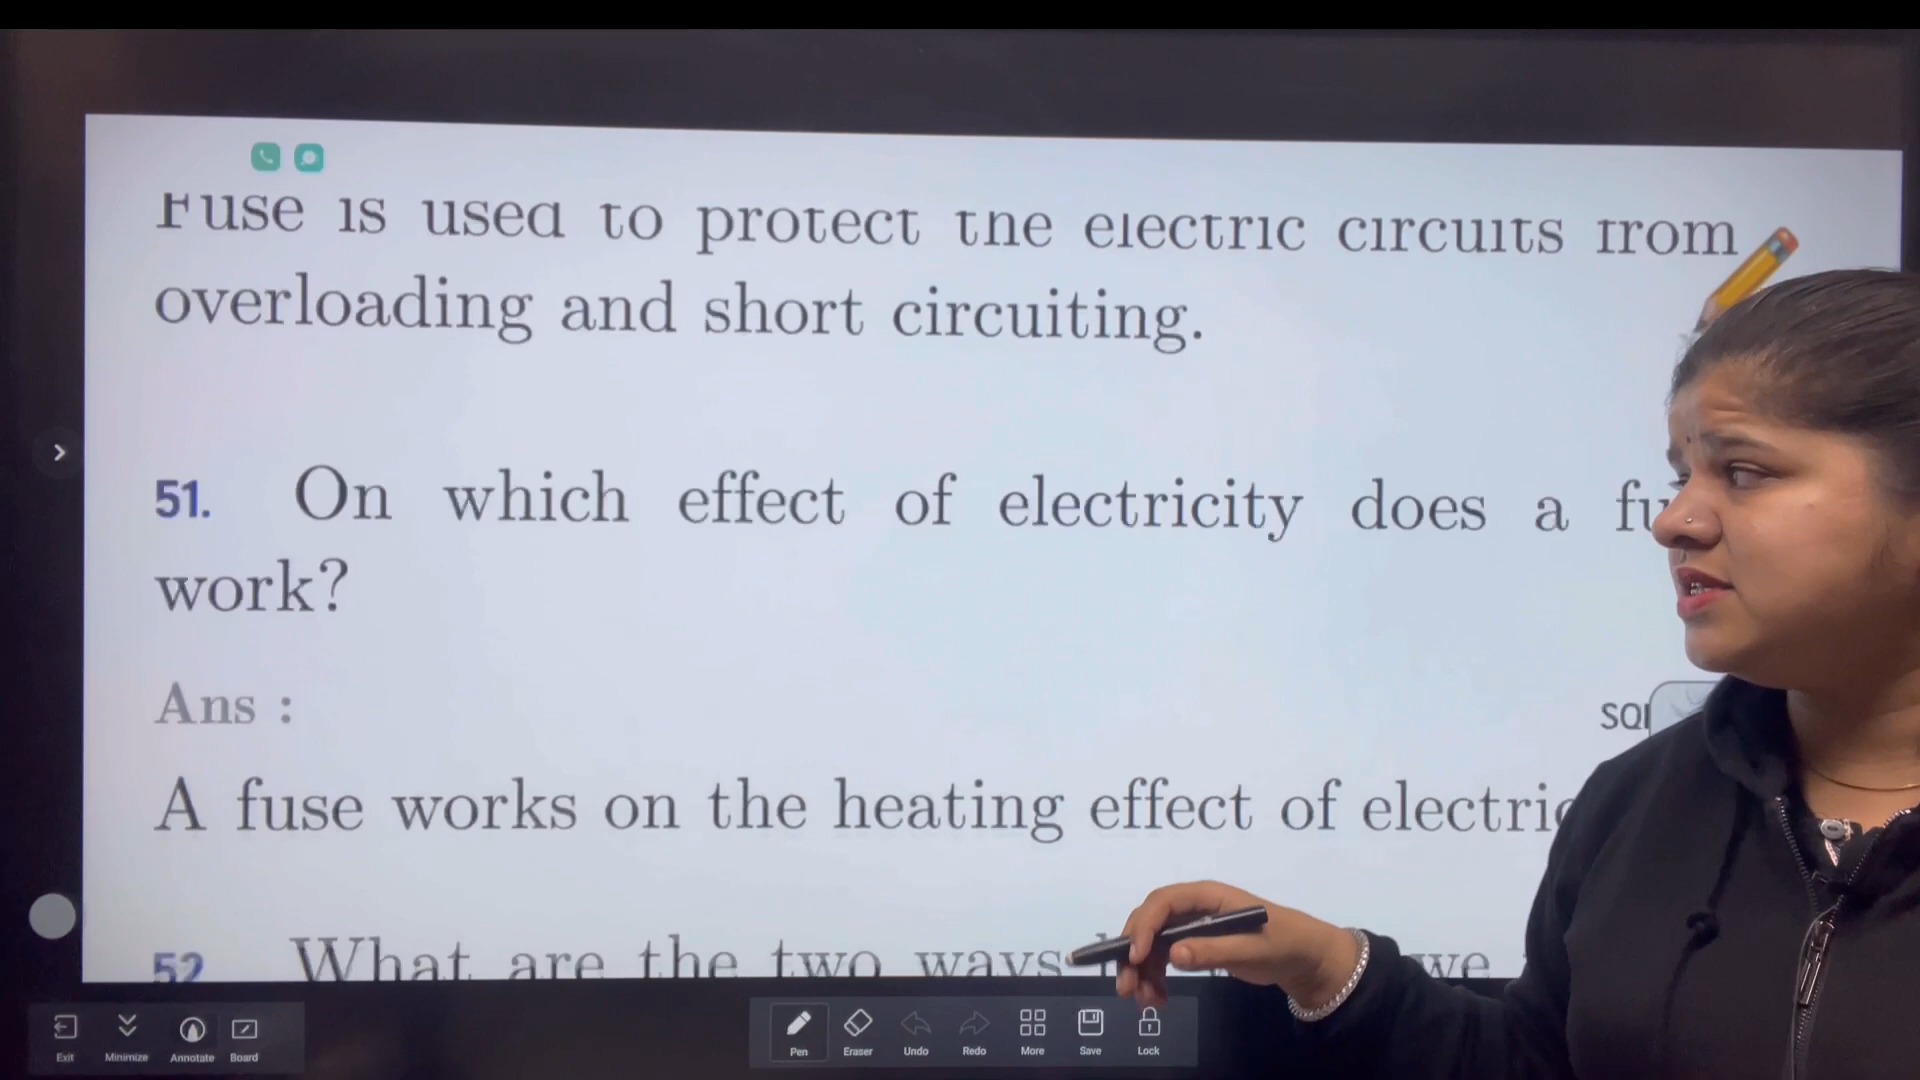 Fuse is used to protect the electric circuits from
overloading and short circuiting.
51. On which effect of electricity does a
work?
Ans :
A fuse works on the heating effect of
52 What are the two ways we
Exit Minimize Annotate Board
Pen Eraser Undo Redo More Save Lock